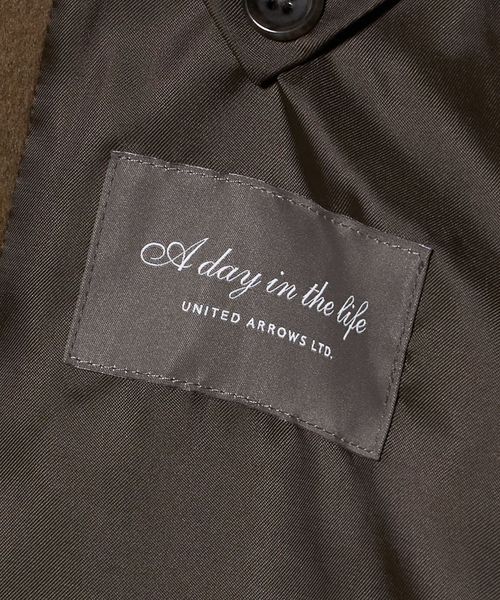 A day in the life
UNITED ARROWS LTD.